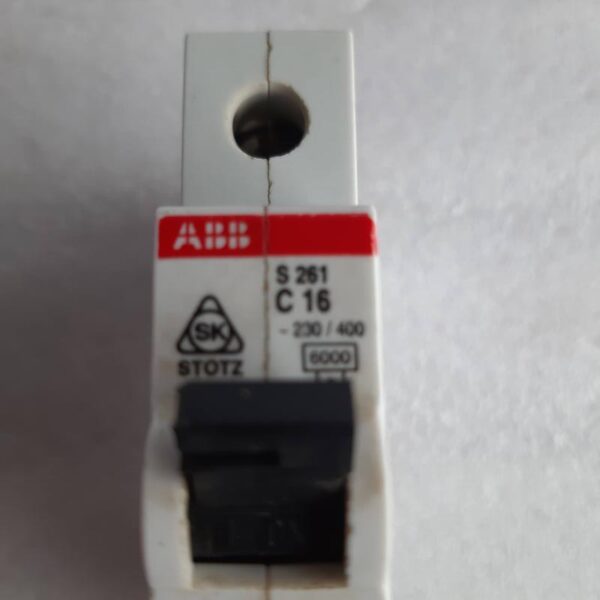 ABB
S 261
C 16
~ 230 / 400
6000
SK
STOTZ